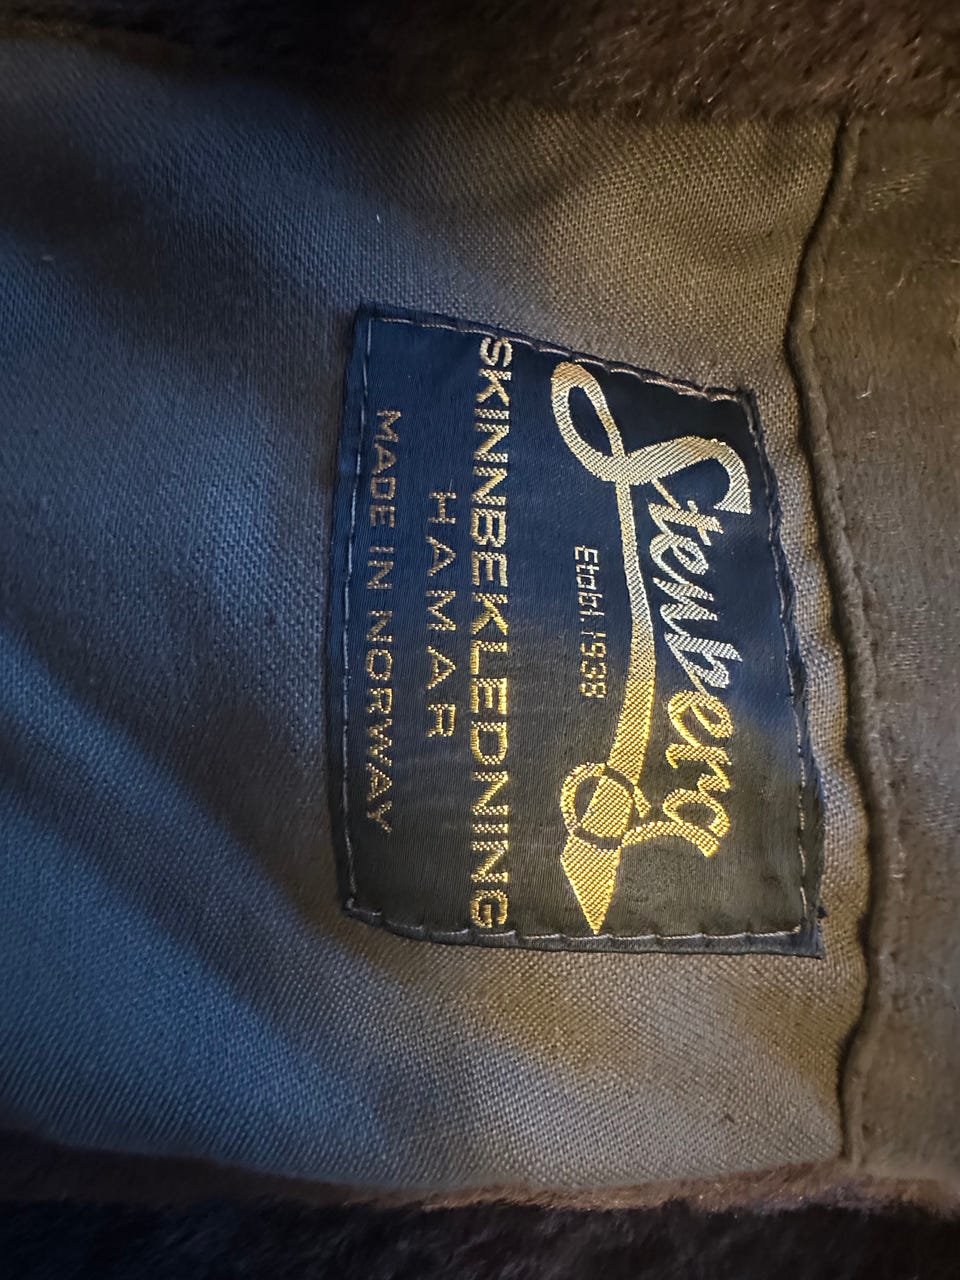 Stenberg
Etabl. 1938
SKINNBEKLEDNING
HAMAR
MADE IN NORWAY